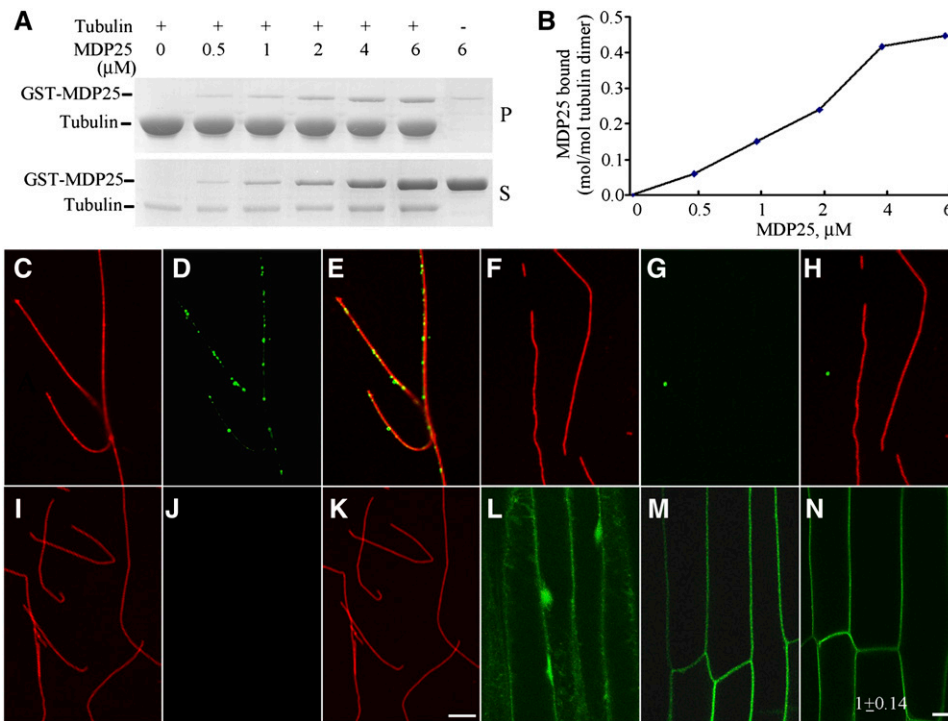 A
Tubulin + + + + + + -
MDP25 0 0.5 1 2 4 6 6
(μM)
GST-MDP25
Tubulin
P
GST-MDP25
Tubulin
S
B
MDP25 bound
(mol/mol tubulin dimer)
0.5
0.4
0.3
0.2
0.1
0.0
0 0.5 1 2 4 6
MDP25, μM
C D E F G H
I J K L M N
1±0.14